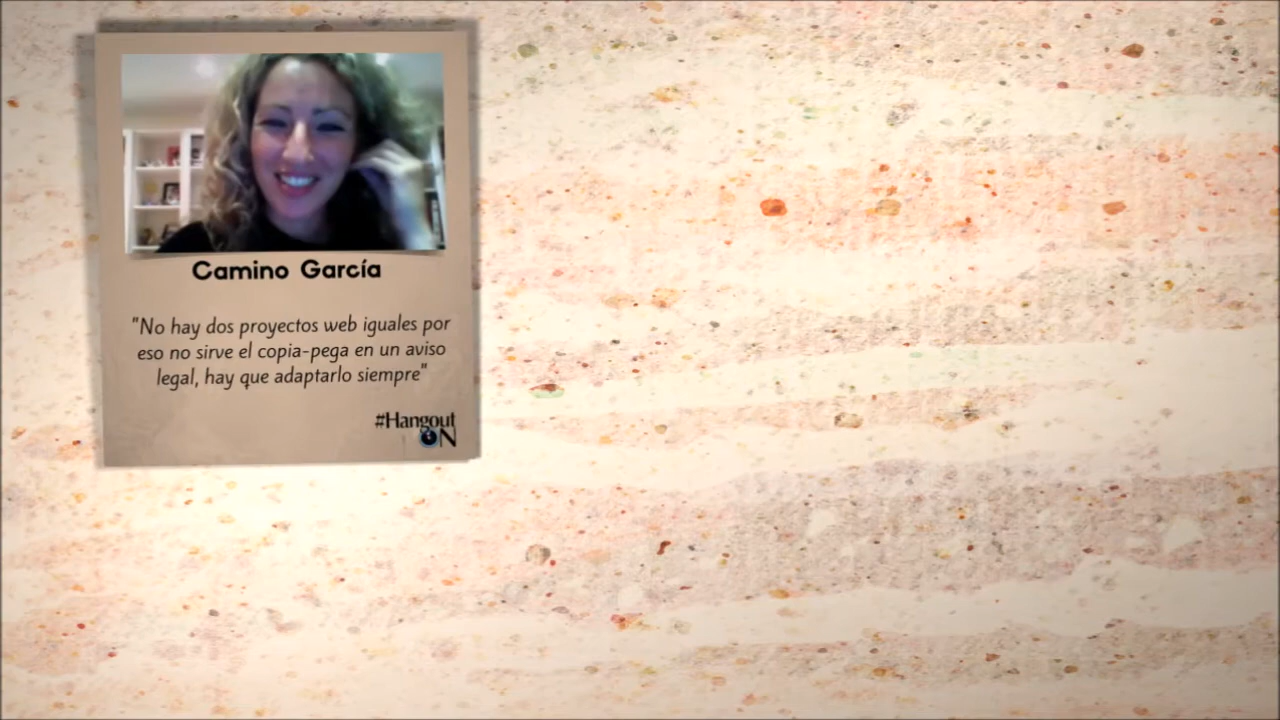 Camino García
"No hay dos proyectos web iguales por
eso no sirve el copia-pega en un aviso
legal, hay que adaptarlo siempre"
#Hangout
ON